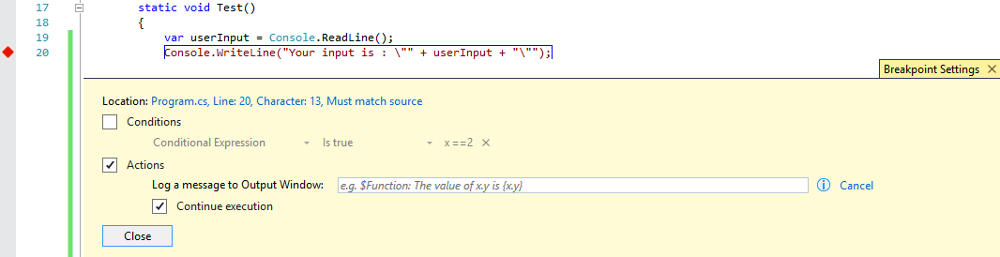 17 static void Test()
18 {
19 var userInput = Console.ReadLine();
20 Console.WriteLine("Your input is : \"" + userInput + "\"");
Breakpoint Settings ×
Location: Program.cs, Line: 20, Character: 13, Must match source
Conditions
Conditional Expression Is true x ==2 ×
Actions
Log a message to Output Window: e.g. $Function: The value of x.y is {x.y} Cancel
Continue execution
Close